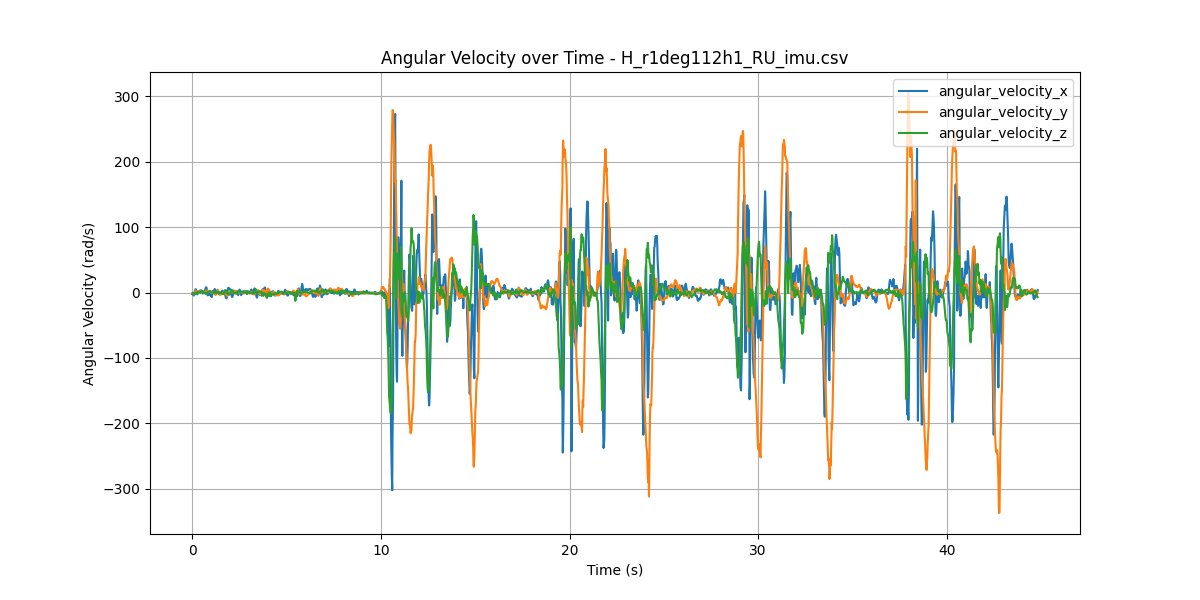 Angular Velocity over Time - H_r1deg112h1_RU_imu.csv
angular_velocity_x
angular_velocity_y
angular_velocity_z
Angular Velocity (rad/s)
300
200
100
0
−100
−200
−300
0
10
20
30
40
Time (s)